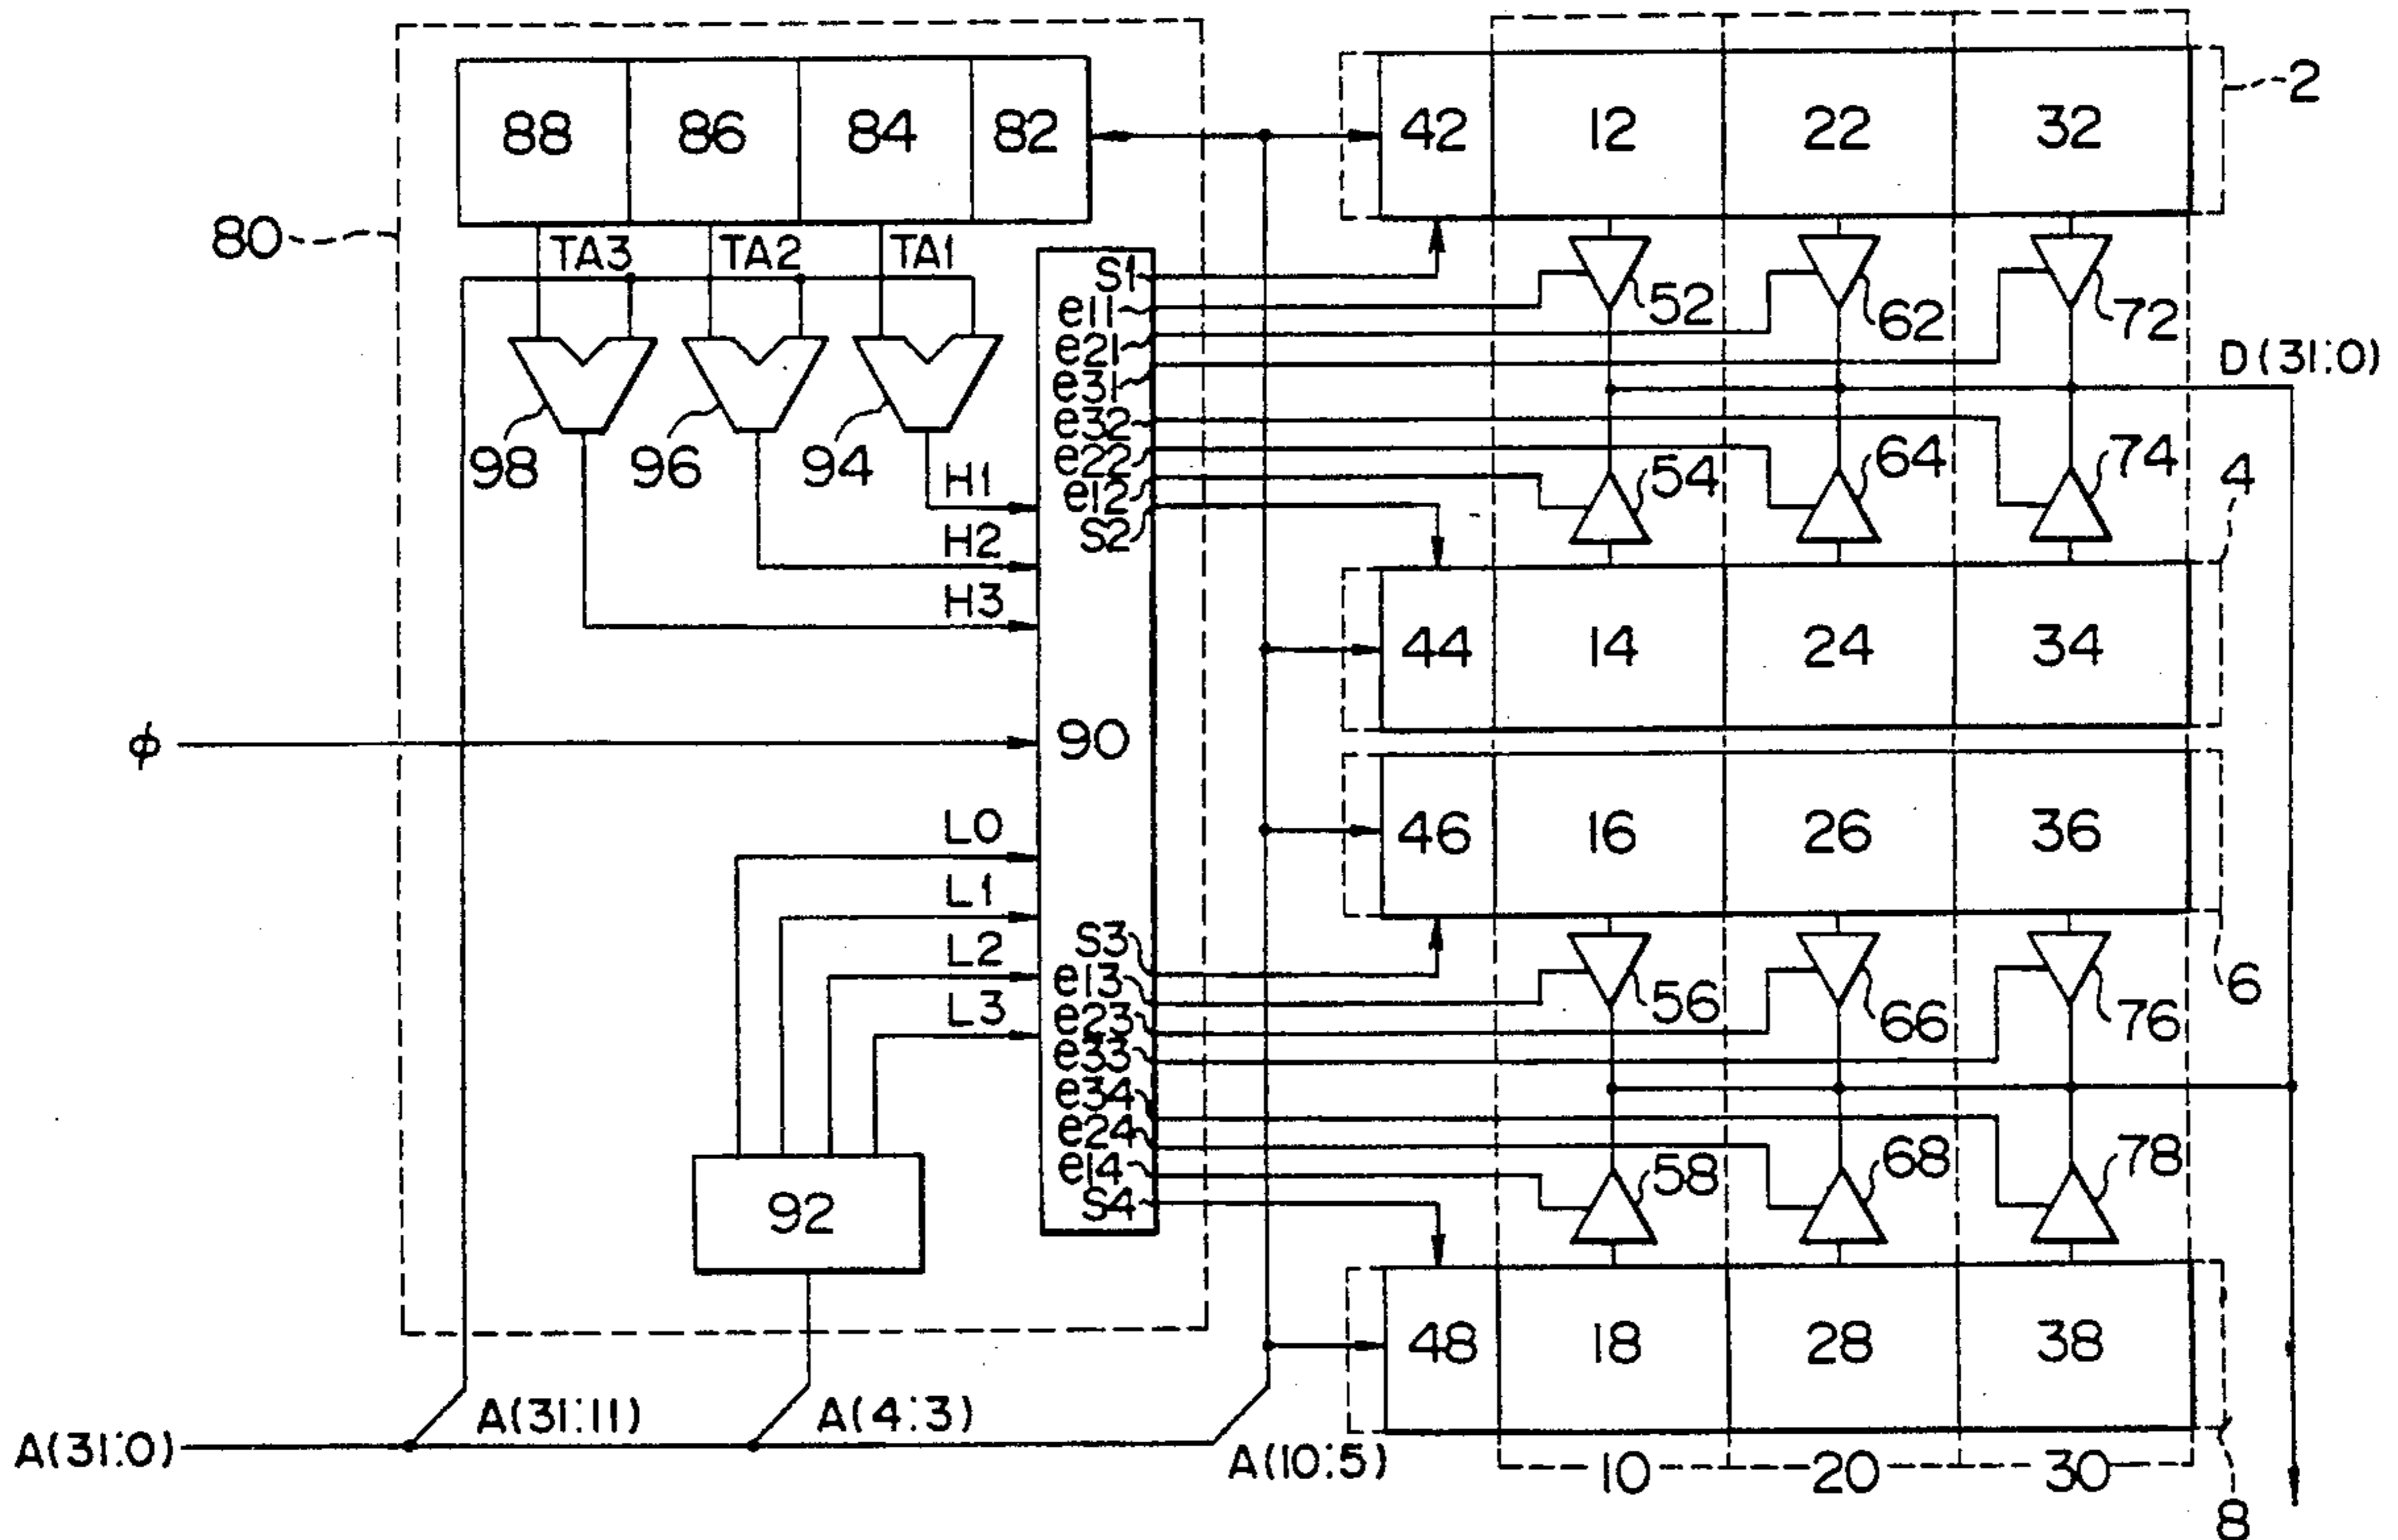 88 86 84 82
42 12 22 32
2
80
TA3 TA2 TA1
S1
e11
e21
e31
e32
e22
e12
S2
52 62 72
D(31:0)
98 96 94
54 64 74
4
H1
H2
H3
44 14 24 34
φ
90
46 16 26 36
L0
L1
L2
L3
S3
e13
e23
e33
e34
e24
e14
S4
56 66 76
6
58 68 78
92
48 18 28 38
A(31:0)
A(31:11)
A(4:3)
A(10:5)
10 20 30
8